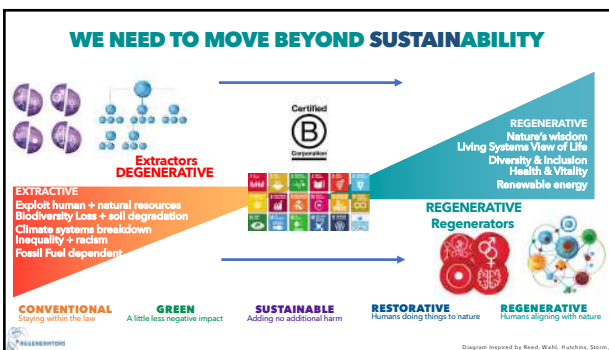 WE NEED TO MOVE BEYOND SUSTAINABILITY
Certified
B
Corporation
Extractors
DEGENERATIVE
EXTRACTIVE
Exploit human + natural resources
Biodiversity Loss + soil degradation
Climate systems breakdown
Inequality + racism
Fossil Fuel dependent
REGENERATIVE
Nature's wisdom
Living Systems View of Life
Diversity & Inclusion
Health & Vitality
Renewable energy
REGENERATIVE
Regenerators
CONVENTIONAL
Staying within the law
GREEN
A little less negative impact
SUSTAINABLE
Adding no additional harm
RESTORATIVE
Humans doing things to nature
REGENERATIVE
Humans aligning with nature
REGENERATORS
Diagram Inspired by Reed, Wahl, Hutchins, Storm,